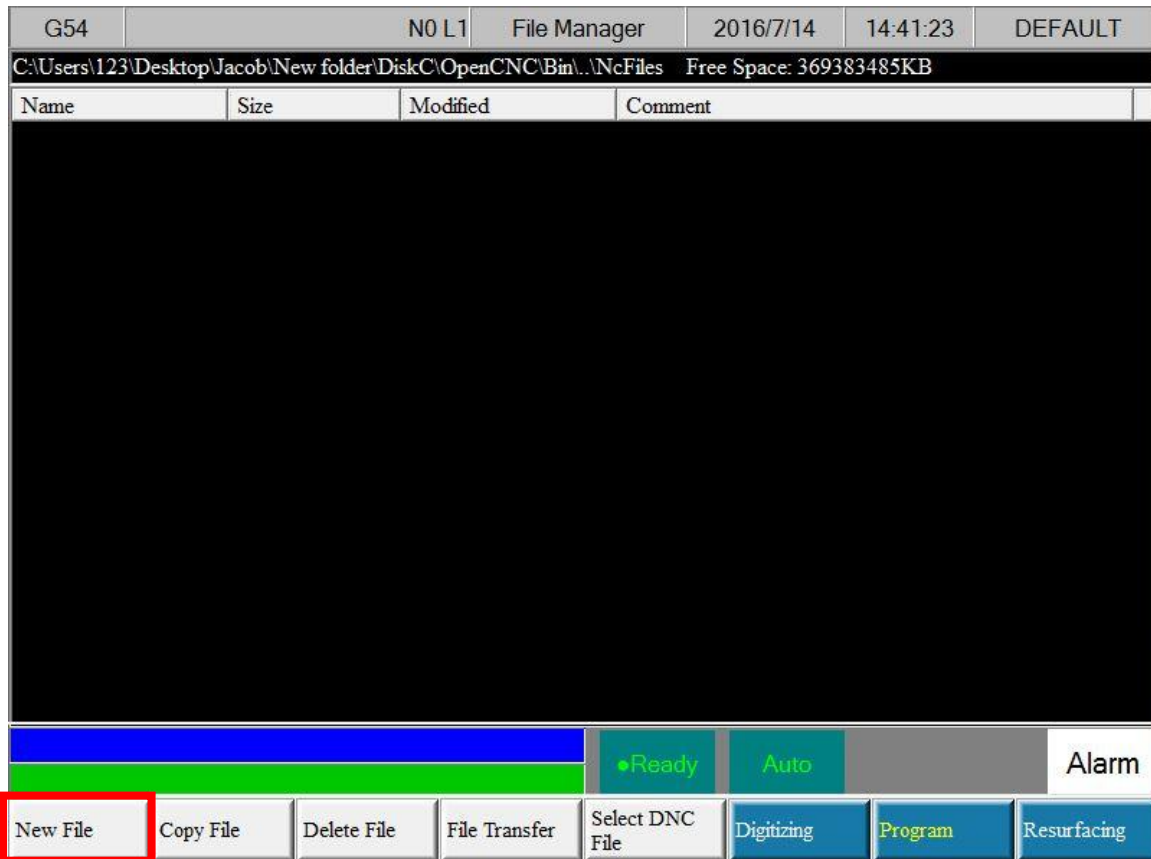 G54 N0 L1 File Manager 2016/7/14 14:41:23 DEFAULT
C:\Users\123\Desktop\Jacob\New folder\DiskC\OpenCNC\Bin\..\NcFiles Free Space: 369383485KB
Name Size Modified Comment
●Ready Auto Alarm
New File Copy File Delete File File Transfer Select DNC File Digitizing Program Resurfacing